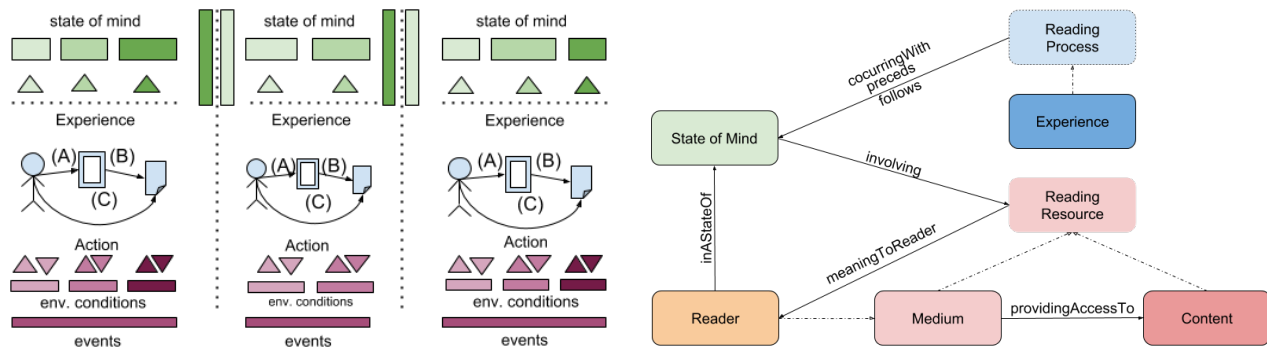 state of mind
state of mind
state of mind
Experience
Experience
Experience
(A)
(B)
(C)
(A)
(B)
(C)
(A)
(B)
(C)
Action
Action
Action
env. conditions
env. conditions
env. conditions
events
events
events
Reading
Process
cocurringWith
preceds
follows
Experience
State of Mind
involving
Reading
Resource
inAStateOf
meaningToReader
Reader
Medium
providingAccessTo
Content